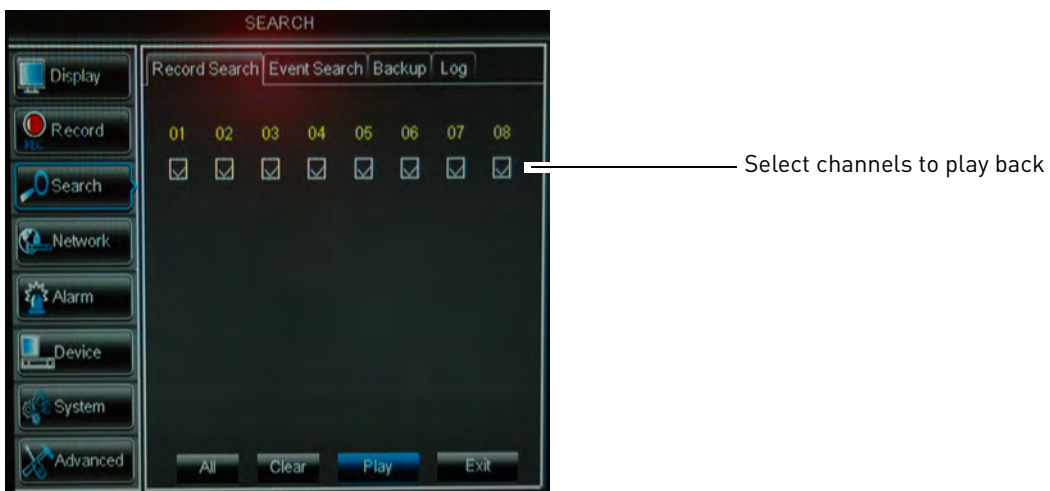 SEARCH
Display
Record
REC
Search
Network
Alarm
Device
System
Advanced
Record Search Event Search Backup Log
01 02 03 04 05 06 07 08
Select channels to play back
All Clear Play Exit